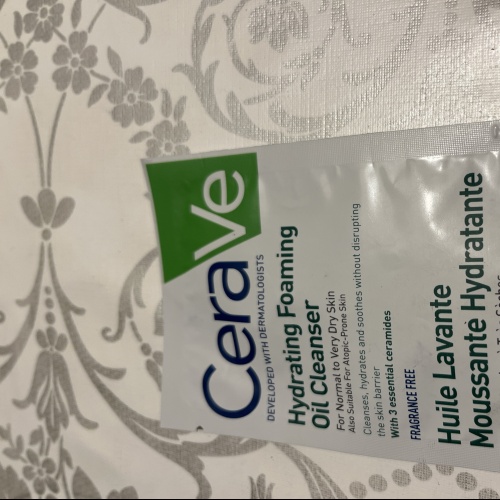 CeraVe
DEVELOPED WITH DERMATOLOGISTS
Hydrating Foaming
Oil Cleanser
For Normal to Very Dry Skin
Also Suitable For Atopic-Prone Skin
Cleanses, hydrates and soothes without disrupting
the skin barrier
With 3 essential ceramides
FRAGRANCE FREE
Huile Lavante
Moussante Hydratante